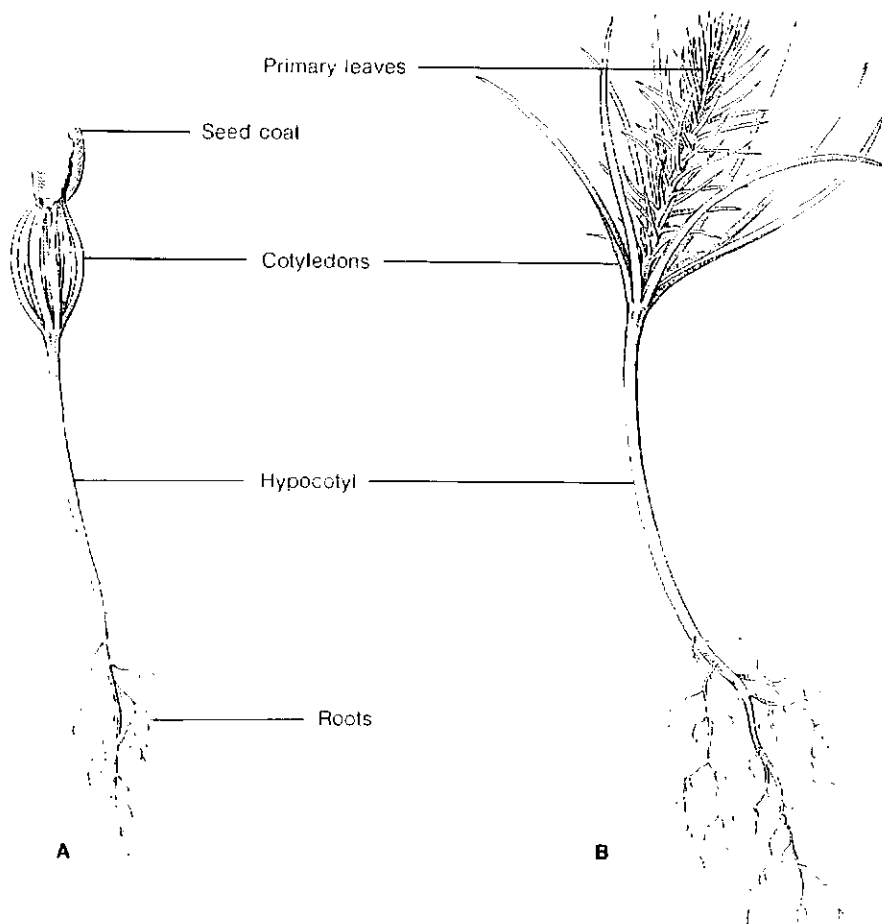 Primary leaves
Seed coat
Cotyledons
Hypocotyl
Roots
A
B